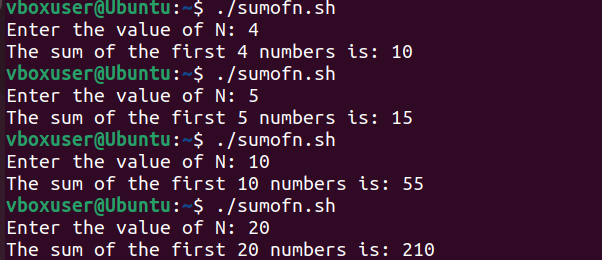 vboxuser@Ubuntu:~$ ./sumofn.sh
Enter the value of N: 4
The sum of the first 4 numbers is: 10
vboxuser@Ubuntu:~$ ./sumofn.sh
Enter the value of N: 5
The sum of the first 5 numbers is: 15
vboxuser@Ubuntu:~$ ./sumofn.sh
Enter the value of N: 10
The sum of the first 10 numbers is: 55
vboxuser@Ubuntu:~$ ./sumofn.sh
Enter the value of N: 20
The sum of the first 20 numbers is: 210